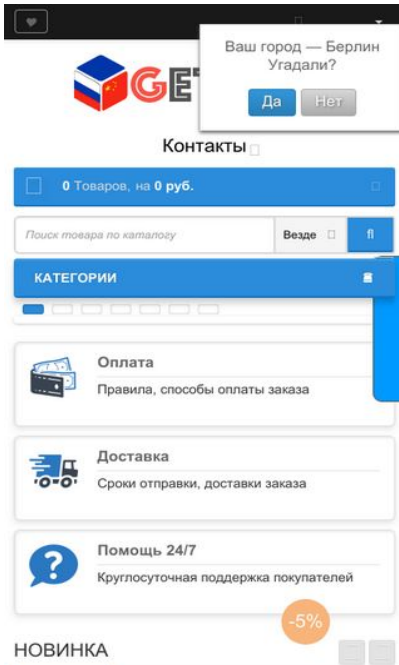 Ваш город — Берлин
Угадали?
Да Нет
Контакты
0 Товаров, на 0 руб.
Поиск товара по каталогу Везде
КАТЕГОРИИ
Оплата
Правила, способы оплаты заказа
Доставка
Сроки отправки, доставки заказа
Помощь 24/7
Круглосуточная поддержка покупателей
-5%
НОВИНКА